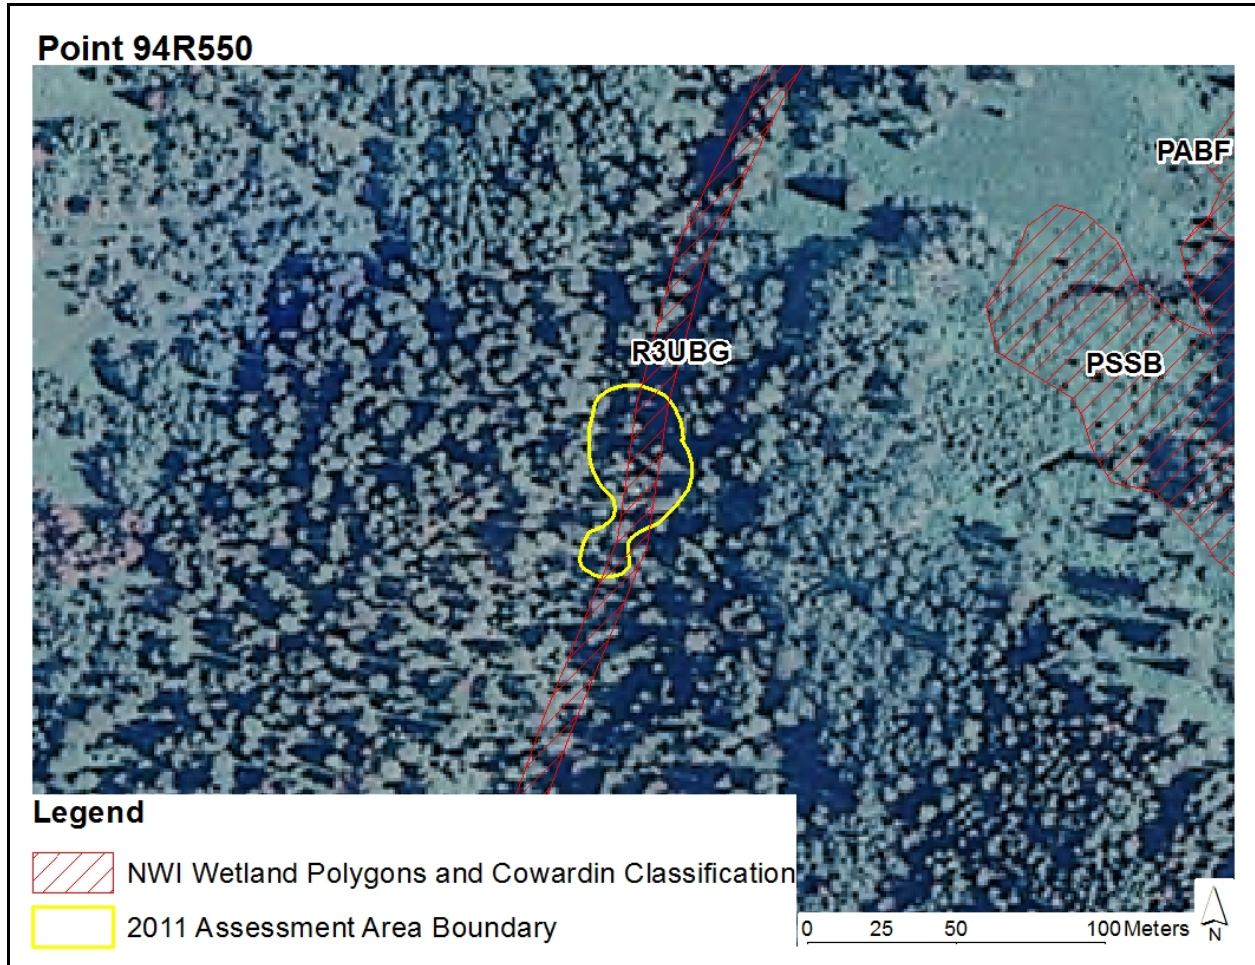 Point 94R550
PABF
R3UBG
PSSB
Legend
NWI Wetland Polygons and Cowardin Classification
2011 Assessment Area Boundary
0 25 50 100 Meters
N